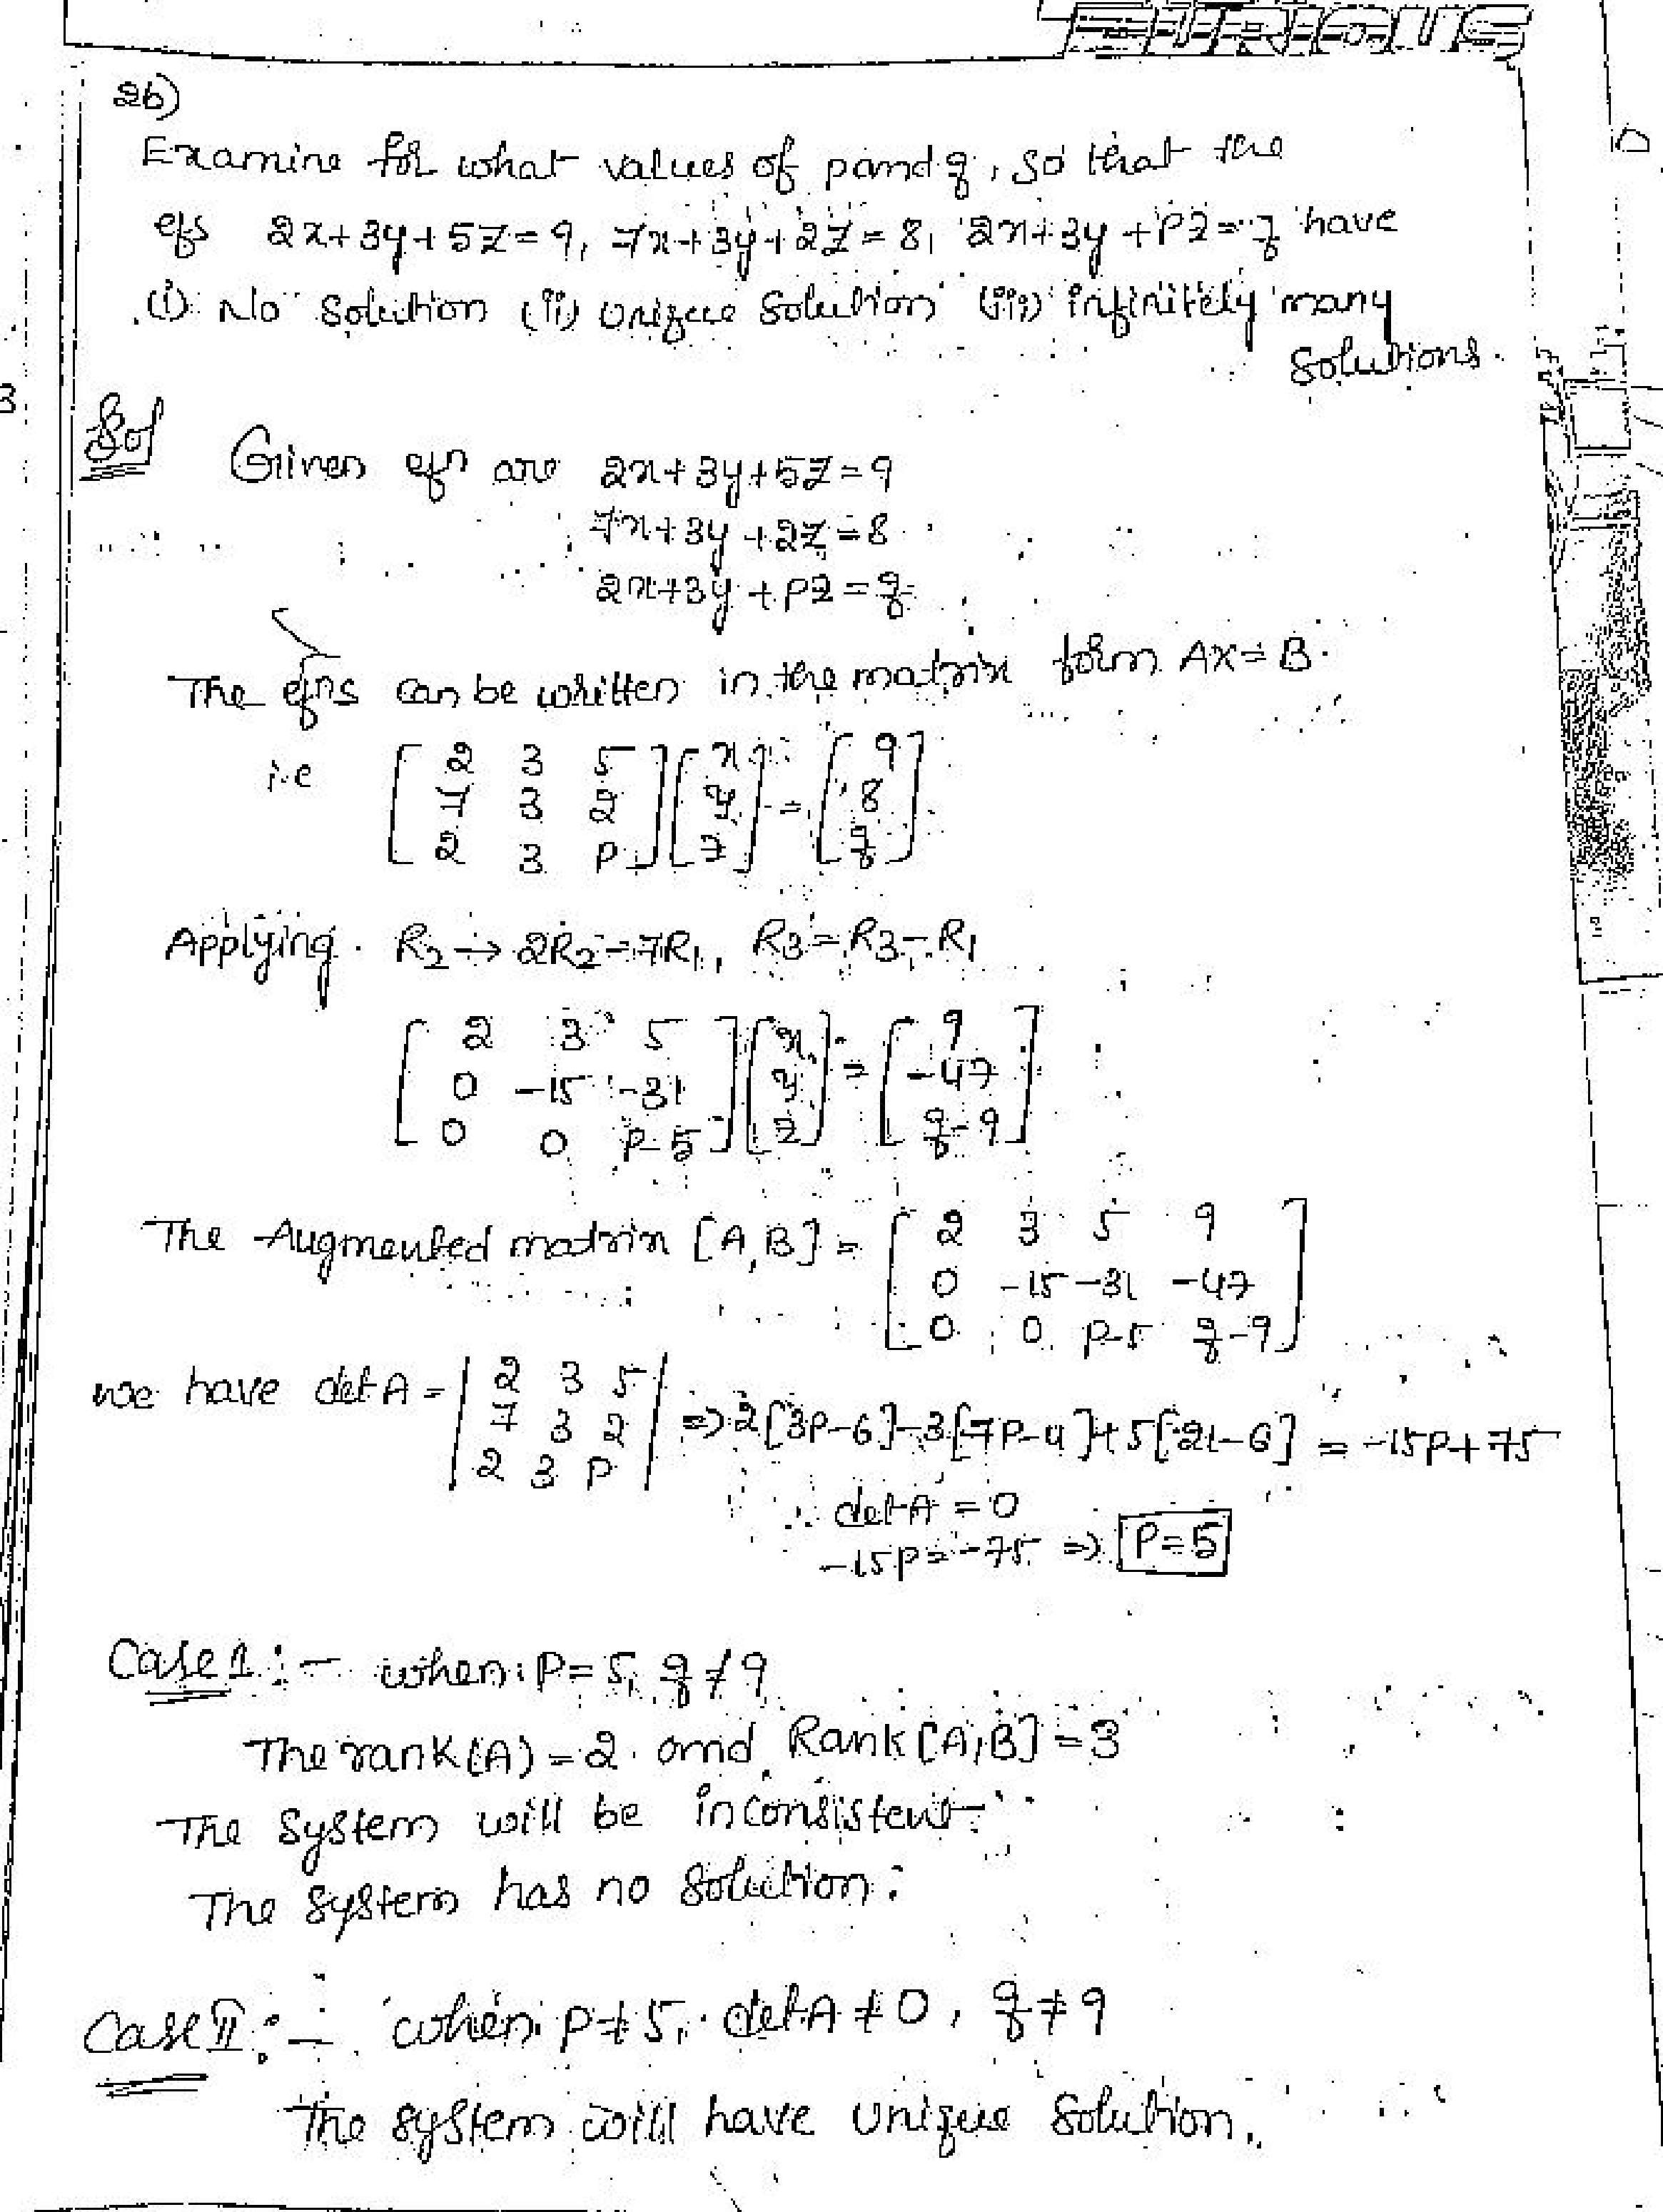 FURIOUS
2b)
Examine for what values of p and q, so that the
eqs 2x+3y+5z=9, 7x+3y+2z=8, 2x+3y+pz=q have
(i) No solution (ii) unique solution (iii) infinitely many
solutions.
Sol Given eqn are 2x+3y+5z=9
7x+3y+2z=8
2x+3y+pz=q
The eqns can be written in the matrix form AX=B.
i.e [2 3 5; 7 3 2; 2 3 p] [x; y; z] = [9; 8; q]
Applying R2→2R2-7R1, R3=R3-R1
[2 3 5; 0 -15 -31; 0 0 p-5] [x; y; z] = [9; -47; q-9]
The Augmented matrix [A,B] = [2 3 5 9; 0 -15 -31 -47; 0 0 p-5 q-9]
we have detA = |2 3 5; 7 3 2; 2 3 p| ⇒ 2[3p-6]-3[7p-4]+5[21-6] = -15p+75
∴ detA = 0
-15p=-75 ⇒ P=5
Case 1 :- when P=5, q≠9
The rank(A)=2 and Rank[A,B]=3
The system will be inconsistent
The system has no solution.
Case II :- when p≠5, detA≠0, q≠9
The system will have unique solution.